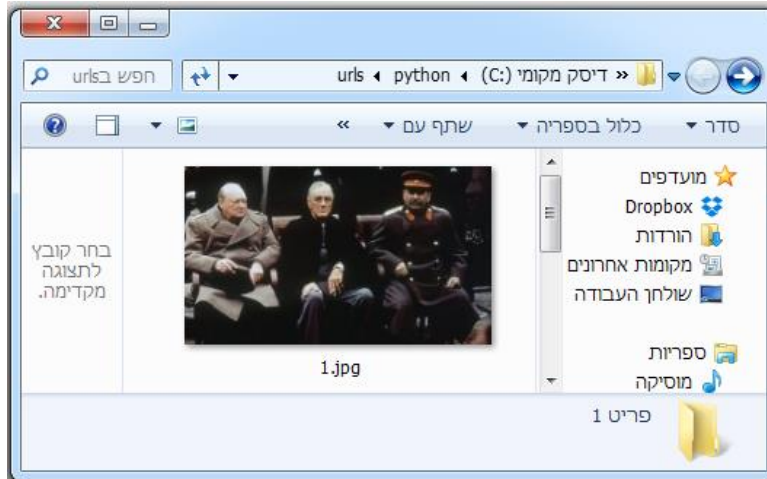 דיסק מקומי (C:) ◂ python ◂ urls
חפש בurls
סדר
כלול בספריה
שתף עם
מועדפים
Dropbox
הורדות
מקומות אחרונים
שולחן העבודה
ספריות
מוסיקה
1.jpg
בחר קובץ
לתצוגה
מקדימה.
פריט 1